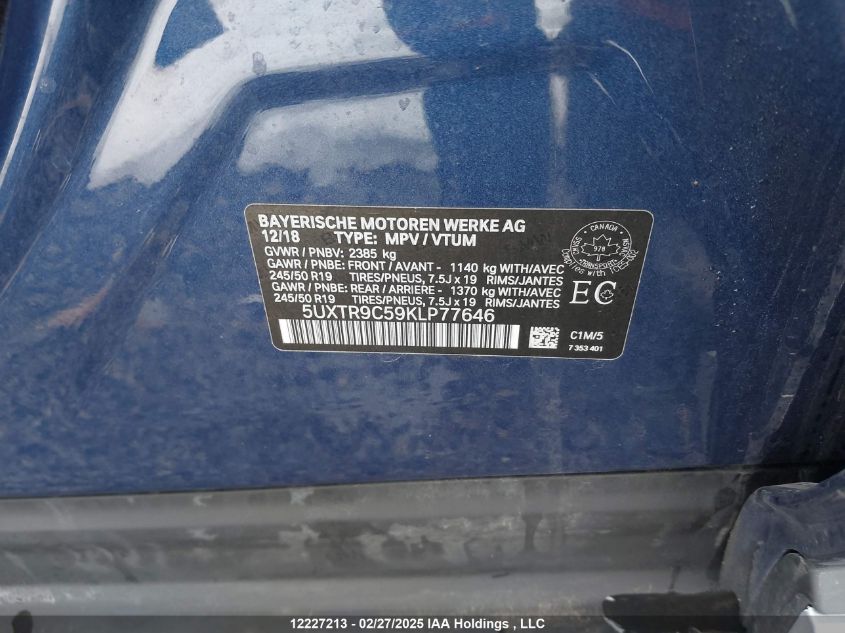 BAYERISCHE MOTOREN WERKE AG
12/18 TYPE: MPV / VTUM
GVWR / PNBV: 2385 kg
GAWR / PNBE: FRONT / AVANT - 1140 kg WITH/AVEC
245/50 R19 TIRES/PNEUS, 7.5J x 19 RIMS/JANTES
GAWR / PNBE: REAR / ARRIERE - 1370 kg WITH/AVEC
245/50 R19 TIRES/PNEUS, 7.5J x 19 RIMS/JANTES
5UXTR9C59KLP77646
CANADA
978
TRANSPORT
EC
C1M/5
7 353 401
12227213 - 02/27/2025 IAA Holdings , LLC